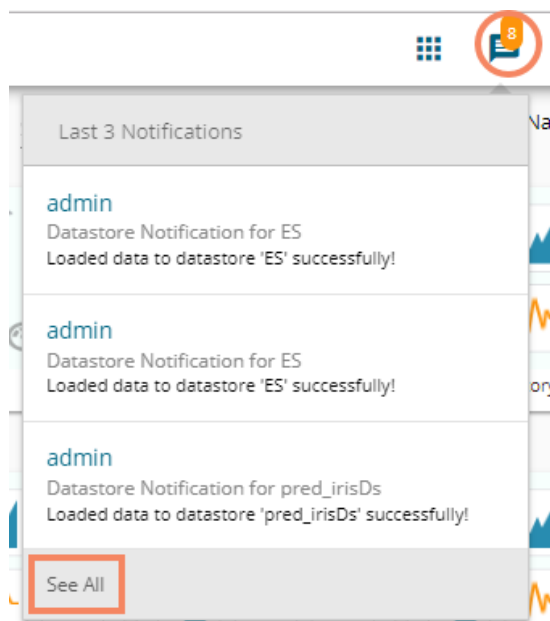 8
Last 3 Notifications
Na
admin
Datastore Notification for ES
Loaded data to datastore 'ES' successfully!
admin
Datastore Notification for ES
Loaded data to datastore 'ES' successfully!
ory
admin
Datastore Notification for pred_irisDs
Loaded data to datastore 'pred_irisDs' successfully!
See All